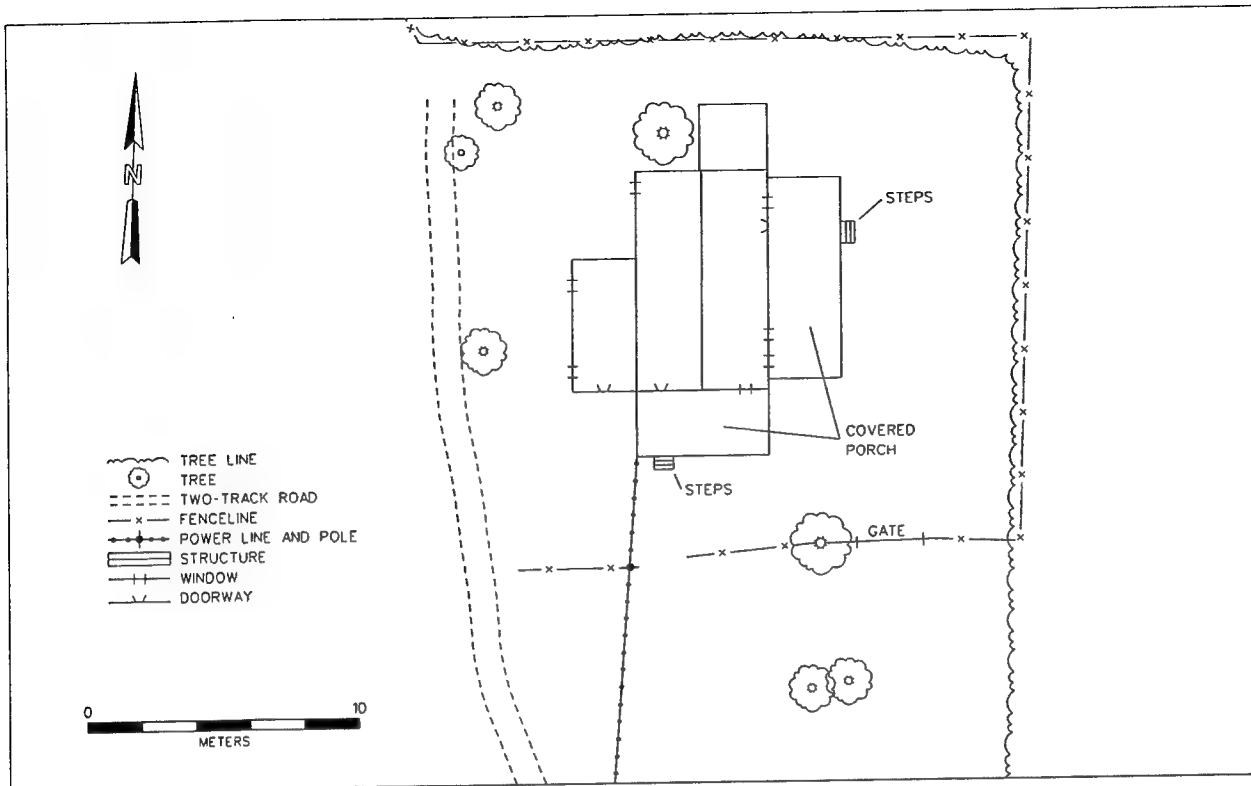 N
STEPS
COVERED
PORCH
STEPS
GATE
TREE LINE
TREE
TWO-TRACK ROAD
FENCELINE
POWER LINE AND POLE
STRUCTURE
WINDOW
DOORWAY
0 10
METERS